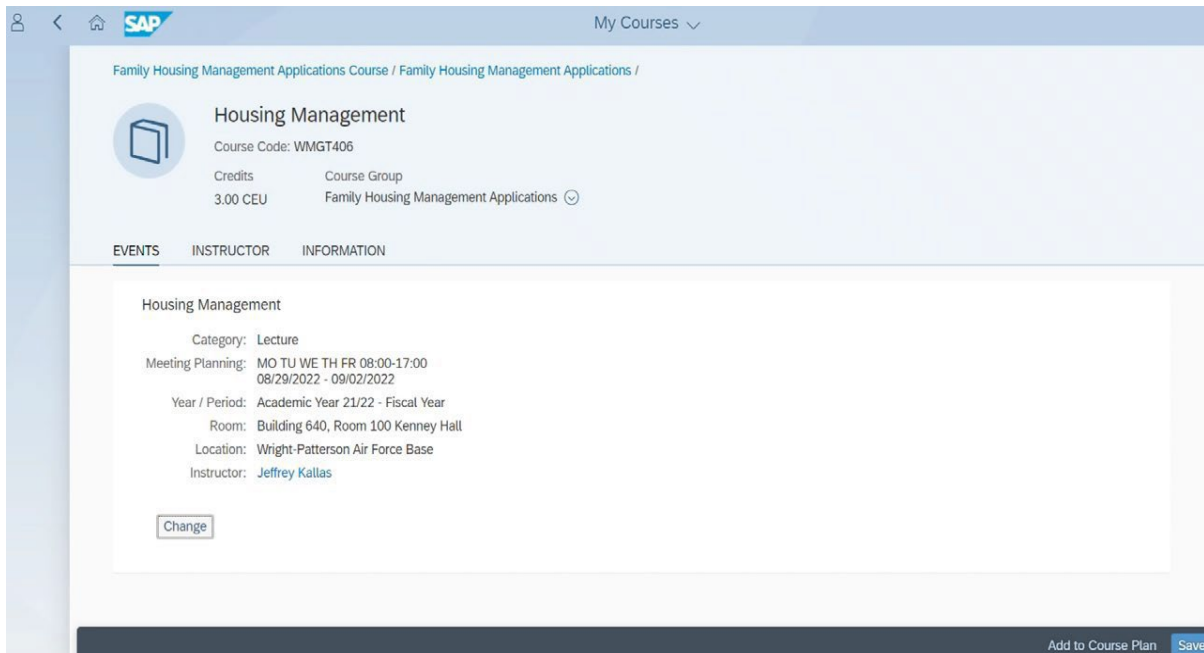 SAP
My Courses
Family Housing Management Applications Course / Family Housing Management Applications /
Housing Management
Course Code: WMGT406
Credits Course Group
3.00 CEU Family Housing Management Applications
EVENTS INSTRUCTOR INFORMATION
Housing Management
Category: Lecture
Meeting Planning: MO TU WE TH FR 08:00-17:00
08/29/2022 - 09/02/2022
Year / Period: Academic Year 21/22 - Fiscal Year
Room: Building 640, Room 100 Kenney Hall
Location: Wright-Patterson Air Force Base
Instructor: Jeffrey Kallas
Change
Add to Course Plan Save